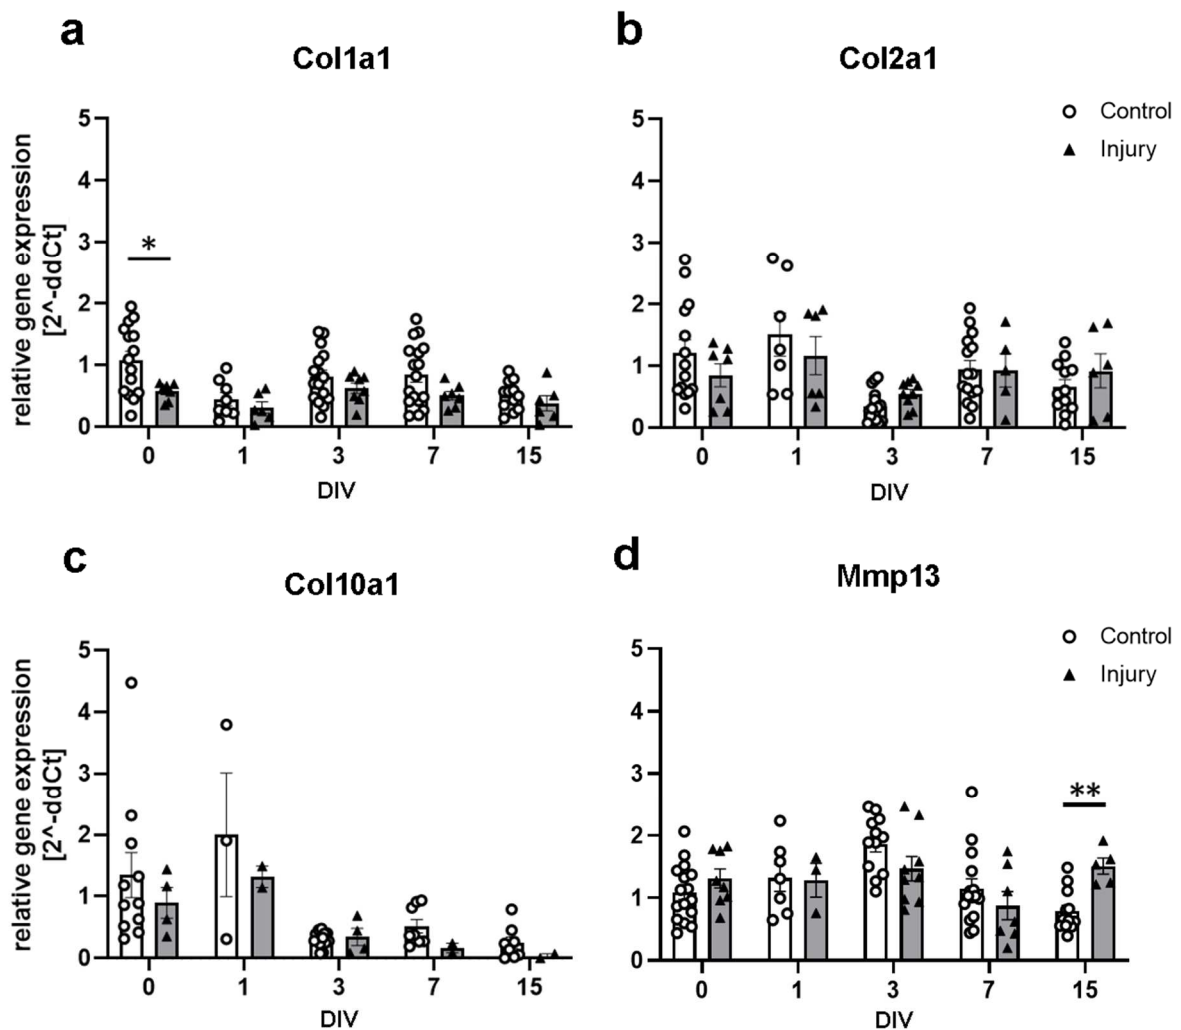 a
Col1a1
relative gene expression
[2^-ddCt]
5
4
3
2
1
0
*
0 1 3 7 15
DIV
b
Col2a1
Control
Injury
5
4
3
2
1
0
0 1 3 7 15
DIV
c
Col10a1
relative gene expression
[2^-ddCt]
5
4
3
2
1
0
0 1 3 7 15
DIV
d
Mmp13
Control
Injury
5
4
3
2
1
0
**
0 1 3 7 15
DIV